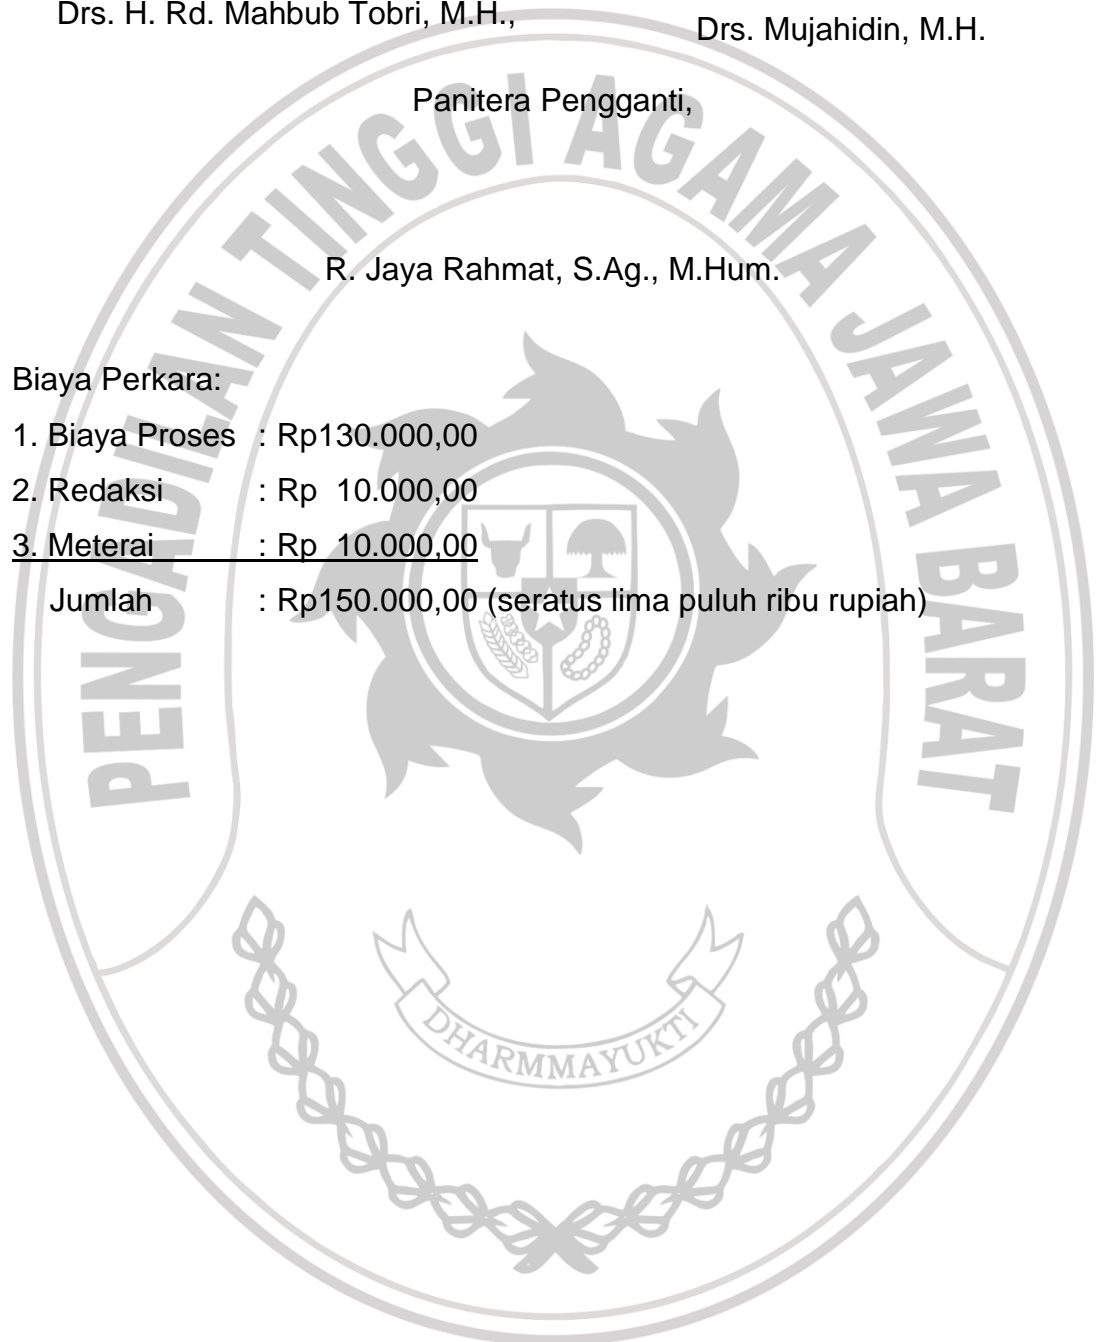 Drs. H. Rd. Mahbub Tobri, M.H.,
Drs. Mujahidin, M.H.
Panitera Pengganti,
R. Jaya Rahmat, S.Ag., M.Hum.
Biaya Perkara:
1. Biaya Proses : Rp130.000,00
2. Redaksi : Rp 10.000,00
3. Meterai : Rp 10.000,00
Jumlah : Rp150.000,00 (seratus lima puluh ribu rupiah)
PENGADILAN TINGGI AGAMA JAWA BARAT
DHARMMAYUKTI